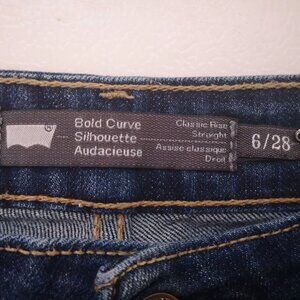 Bold Curve
Silhouette
Audacieuse
Classic Rise
Straight
Assise classique
Droit
6/28